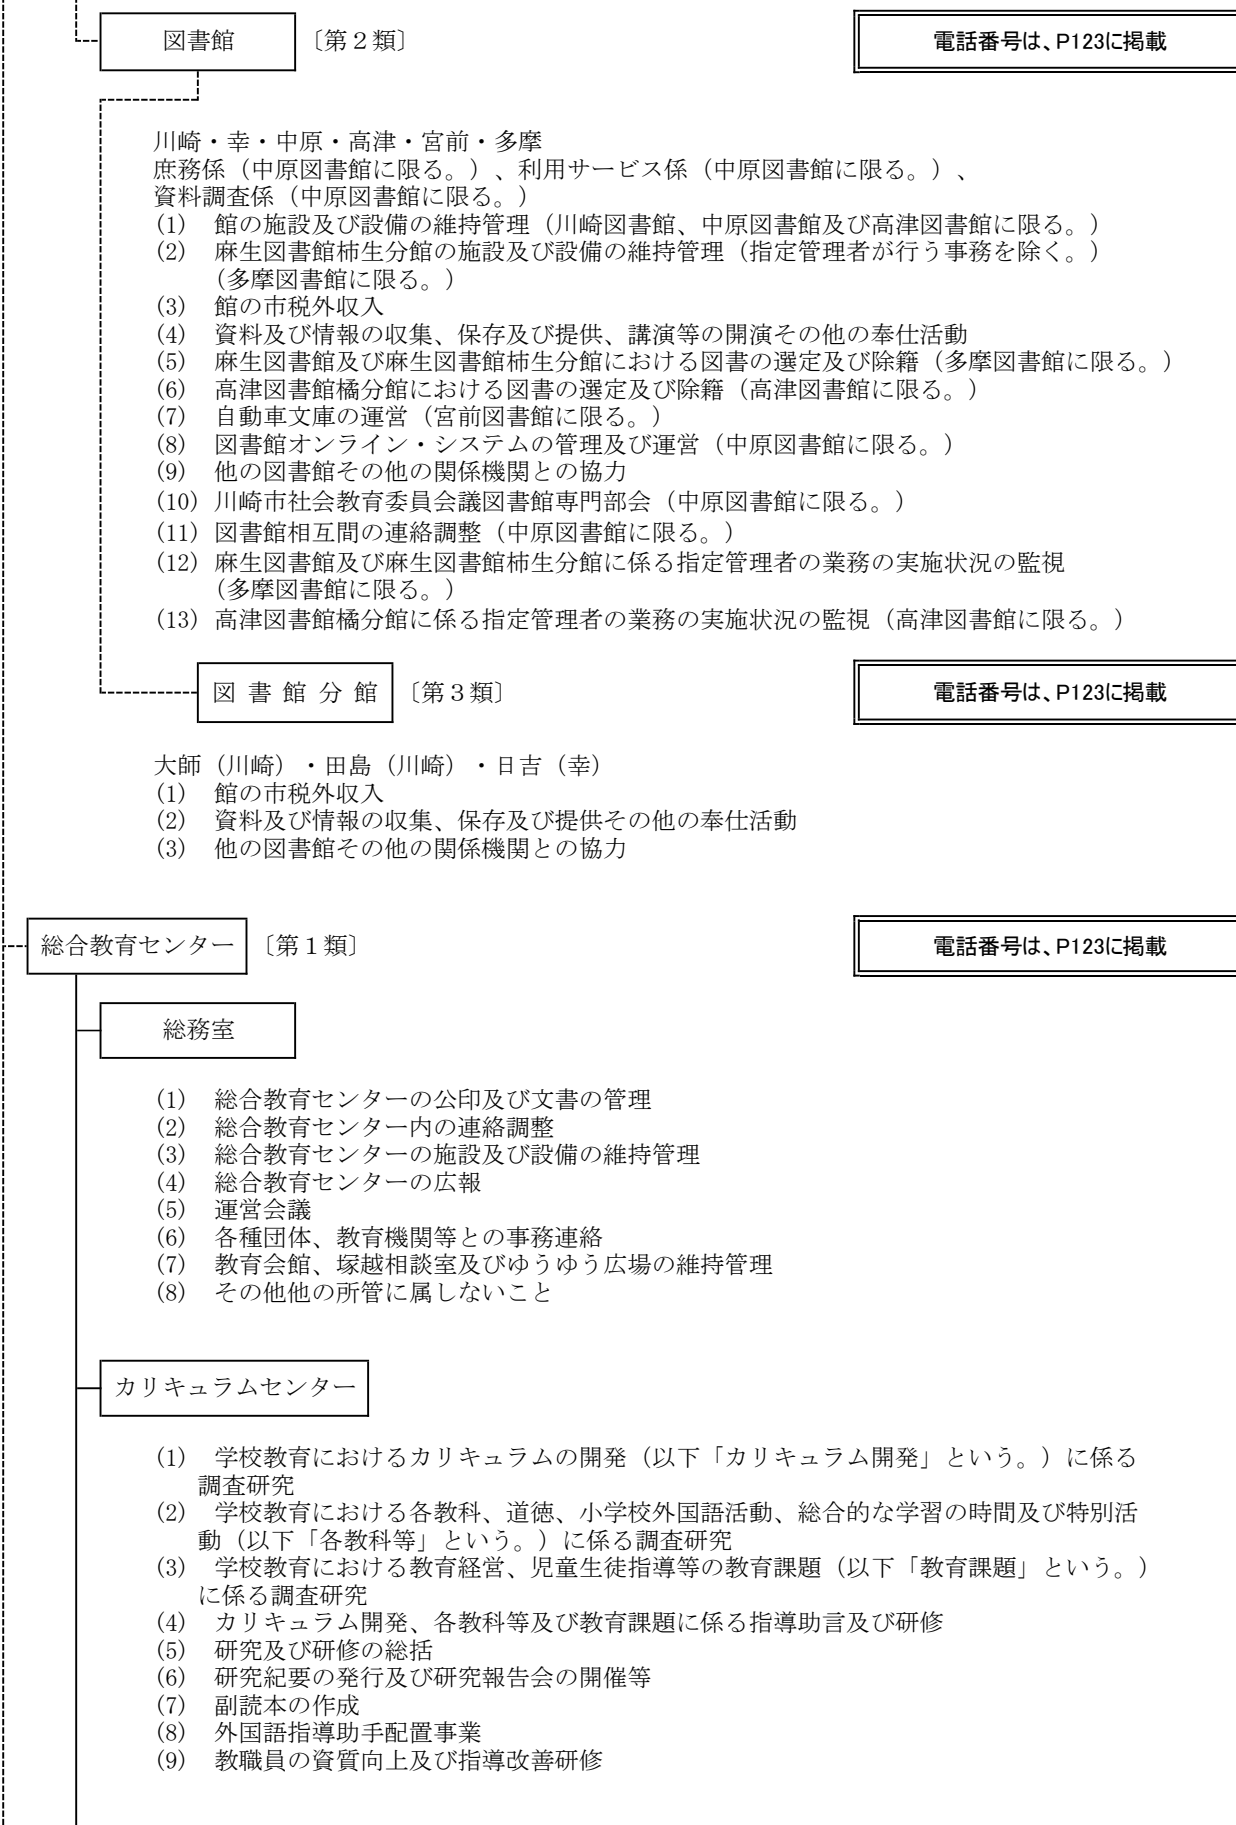 図書館 〔第２類〕 電話番号は、P123に掲載
川崎・幸・中原・高津・宮前・多摩
庶務係（中原図書館に限る。）、利用サービス係（中原図書館に限る。）、
資料調査係（中原図書館に限る。）
(1) 館の施設及び設備の維持管理（川崎図書館、中原図書館及び高津図書館に限る。）
(2) 麻生図書館柿生分館の施設及び設備の維持管理（指定管理者が行う事務を除く。）
（多摩図書館に限る。）
(3) 館の市税外収入
(4) 資料及び情報の収集、保存及び提供、講演等の開演その他の奉仕活動
(5) 麻生図書館及び麻生図書館柿生分館における図書の選定及び除籍（多摩図書館に限る。）
(6) 高津図書館橘分館における図書の選定及び除籍（高津図書館に限る。）
(7) 自動車文庫の運営（宮前図書館に限る。）
(8) 図書館オンライン・システムの管理及び運営（中原図書館に限る。）
(9) 他の図書館その他の関係機関との協力
(10) 川崎市社会教育委員会議図書館専門部会（中原図書館に限る。）
(11) 図書館相互間の連絡調整（中原図書館に限る。）
(12) 麻生図書館及び麻生図書館柿生分館に係る指定管理者の業務の実施状況の監視
（多摩図書館に限る。）
(13) 高津図書館橘分館に係る指定管理者の業務の実施状況の監視（高津図書館に限る。）
図 書 館 分 館 〔第３類〕 電話番号は、P123に掲載
大師（川崎）・田島（川崎）・日吉（幸）
(1) 館の市税外収入
(2) 資料及び情報の収集、保存及び提供その他の奉仕活動
(3) 他の図書館その他の関係機関との協力
総合教育センター 〔第１類〕 電話番号は、P123に掲載
総務室
(1) 総合教育センターの公印及び文書の管理
(2) 総合教育センター内の連絡調整
(3) 総合教育センターの施設及び設備の維持管理
(4) 総合教育センターの広報
(5) 運営会議
(6) 各種団体、教育機関等との事務連絡
(7) 教育会館、塚越相談室及びゆうゆう広場の維持管理
(8) その他他の所管に属しないこと
カリキュラムセンター
(1) 学校教育におけるカリキュラムの開発（以下「カリキュラム開発」という。）に係る
調査研究
(2) 学校教育における各教科、道徳、小学校外国語活動、総合的な学習の時間及び特別活
動（以下「各教科等」という。）に係る調査研究
(3) 学校教育における教育経営、児童生徒指導等の教育課題（以下「教育課題」という。）
に係る調査研究
(4) カリキュラム開発、各教科等及び教育課題に係る指導助言及び研修
(5) 研究及び研修の総括
(6) 研究紀要の発行及び研究報告会の開催等
(7) 副読本の作成
(8) 外国語指導助手配置事業
(9) 教職員の資質向上及び指導改善研修